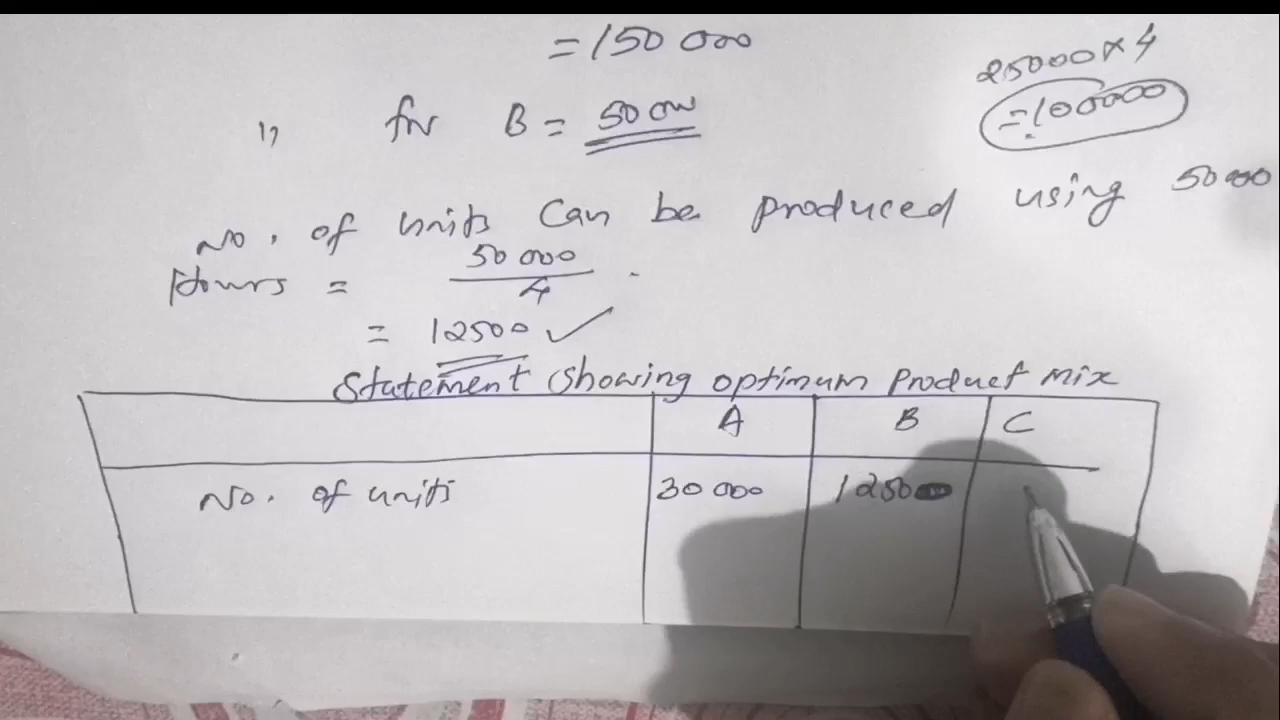 = 150 000
25000 × 4
= 100000
,, for B = 50 000
No. of units can be produced using 50000
Hours = 50 000 / 4
= 12500 ✓
Statement showing optimum product mix
A B C
No. of units 30 000 12500